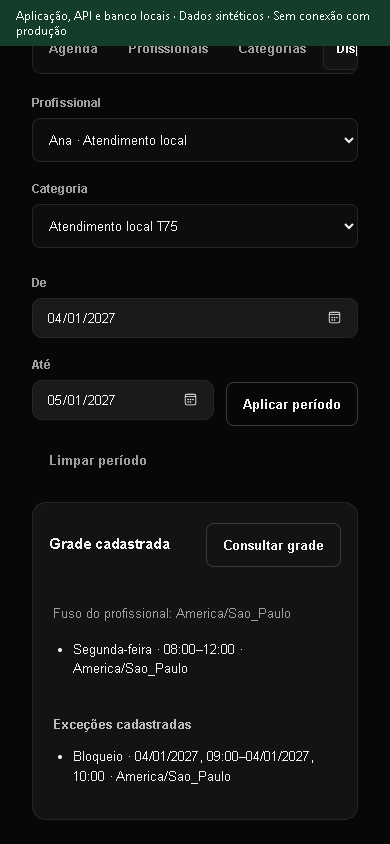 Aplicação, API e banco locais · Dados sintéticos · Sem conexão com
produção
Agenda Profissionais Categorias Dis
Profissional
Ana · Atendimento local
Categoria
Atendimento local T75
De
04/01/2027
Até
05/01/2027 Aplicar período
Limpar período
Grade cadastrada Consultar grade
Fuso do profissional: America/Sao_Paulo
• Segunda-feira · 08:00–12:00 ·
America/Sao_Paulo
Exceções cadastradas
• Bloqueio · 04/01/2027, 09:00–04/01/2027,
10:00 · America/Sao_Paulo